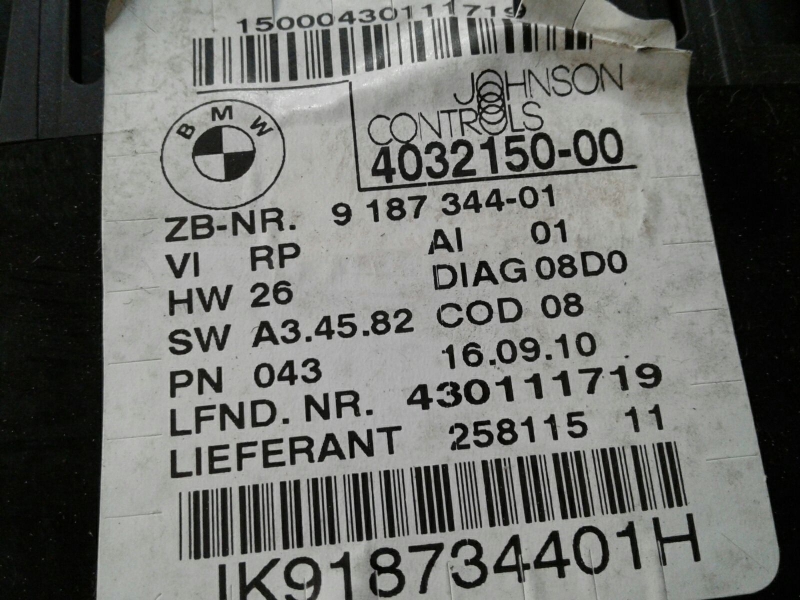 150000430111719
BMW
JOHNSON
CONTROLS
4032150-00
ZB-NR. 9 187 344-01
VI RP AI 01
HW 26 DIAG 08D0
SW A3.45.82 COD 08
PN 043 16.09.10
LFND. NR. 430111719
LIEFERANT 258115 11
IK918734401H